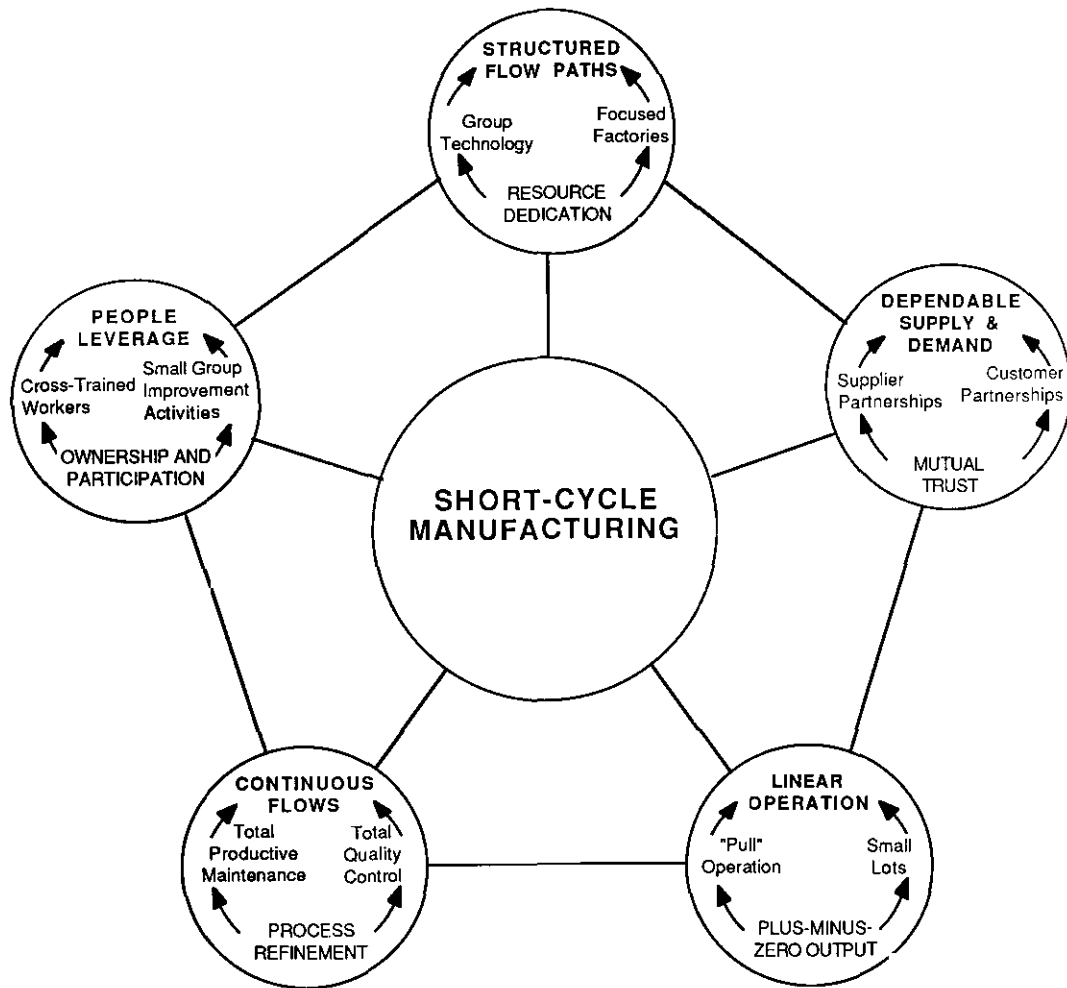 STRUCTURED
FLOW PATHS
Group
Technology
Focused
Factories
RESOURCE
DEDICATION
PEOPLE
LEVERAGE
Cross-Trained
Workers
Small Group
Improvement
Activities
OWNERSHIP AND
PARTICIPATION
DEPENDABLE
SUPPLY &
DEMAND
Supplier
Partnerships
Customer
Partnerships
MUTUAL
TRUST
SHORT-CYCLE
MANUFACTURING
CONTINUOUS
FLOWS
Total
Productive
Maintenance
Total
Quality
Control
PROCESS
REFINEMENT
LINEAR
OPERATION
"Pull"
Operation
Small
Lots
PLUS-MINUS-
ZERO OUTPUT